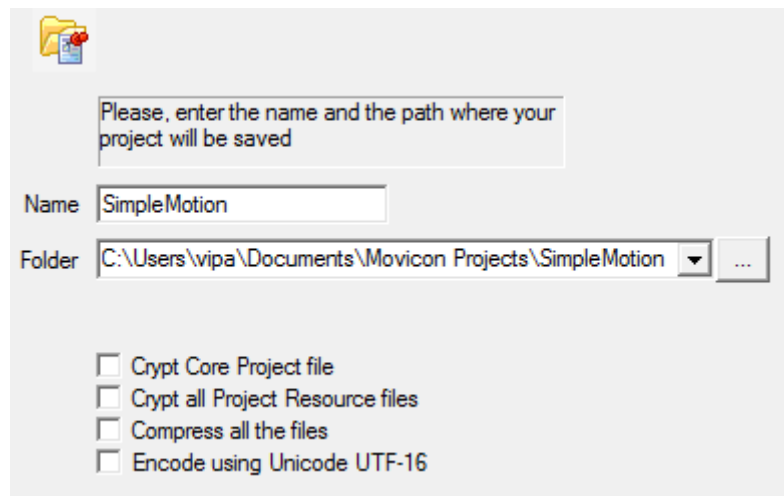 Please, enter the name and the path where your
project will be saved
Name SimpleMotion
Folder C:\Users\vipa\Documents\Movicon Projects\SimpleMotion ...
Crypt Core Project file
Crypt all Project Resource files
Compress all the files
Encode using Unicode UTF-16